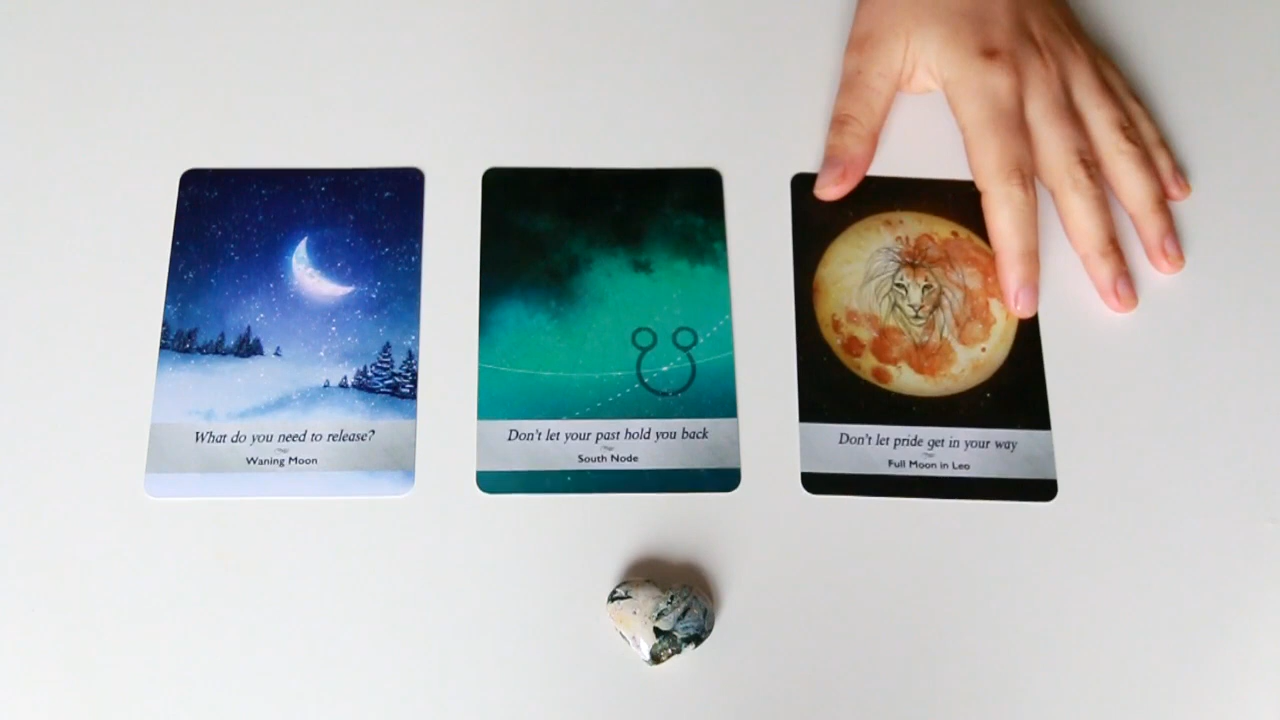 What do you need to release?
Waning Moon
Don't let your past hold you back
South Node
Don't let pride get in your way
Full Moon in Leo